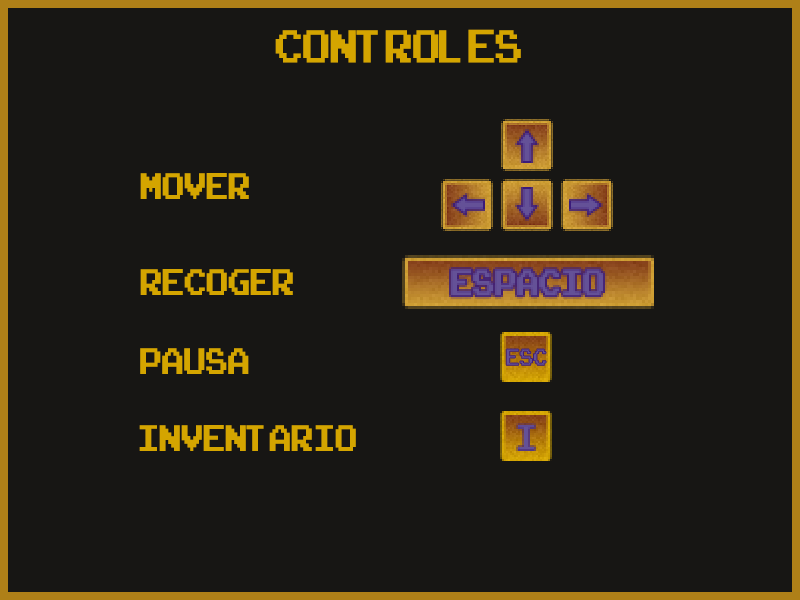 CONTROLES
MOVER
RECOGER ESPACIO
PAUSA ESC
INVENTARIO I